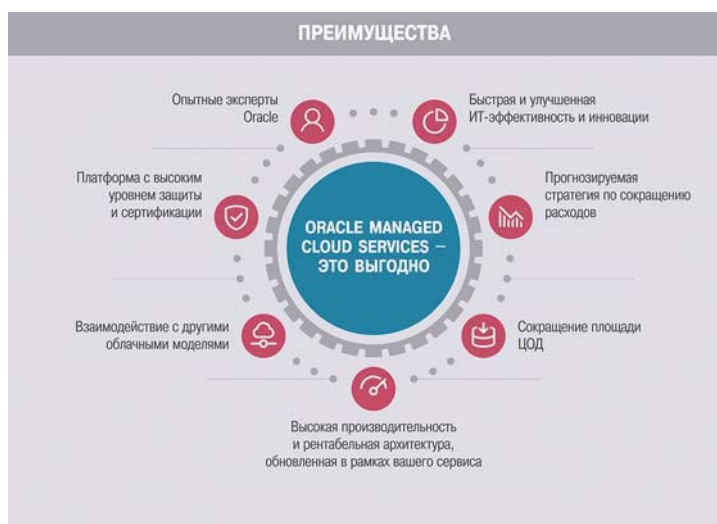 ПРЕИМУЩЕСТВА
Опытные эксперты
Oracle
Быстрая и улучшенная
ИТ-эффективность и инновации
Платформа с высоким
уровнем защиты
и сертификации
Прогнозируемая
стратегия по сокращению
расходов
ORACLE MANAGED
CLOUD SERVICES –
ЭТО ВЫГОДНО
Взаимодействие с другими
облачными моделями
Сокращение площади
ЦОД
Высокая производительность
и рентабельная архитектура,
обновленная в рамках вашего сервиса